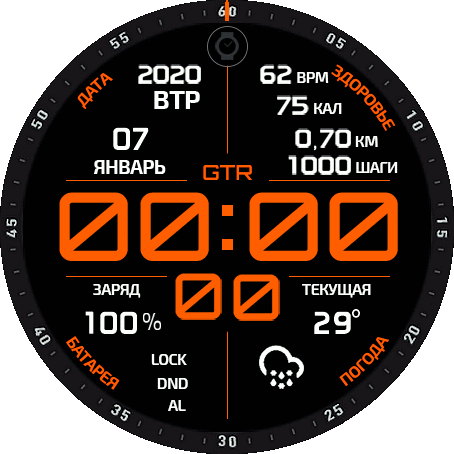 60
05
10
15
20
25
30
35
40
45
50
55
ДАТА
2020
ВТР
07
ЯНВАРЬ
ЗДОРОВЬЕ
62 BPM
75 КАЛ
0,70 КМ
1000 ШАГИ
GTR
00:00
00
ЗАРЯД
100%
БАТАРЕЯ
LOCK
DND
AL
ТЕКУЩАЯ
29°
ПОГОДА